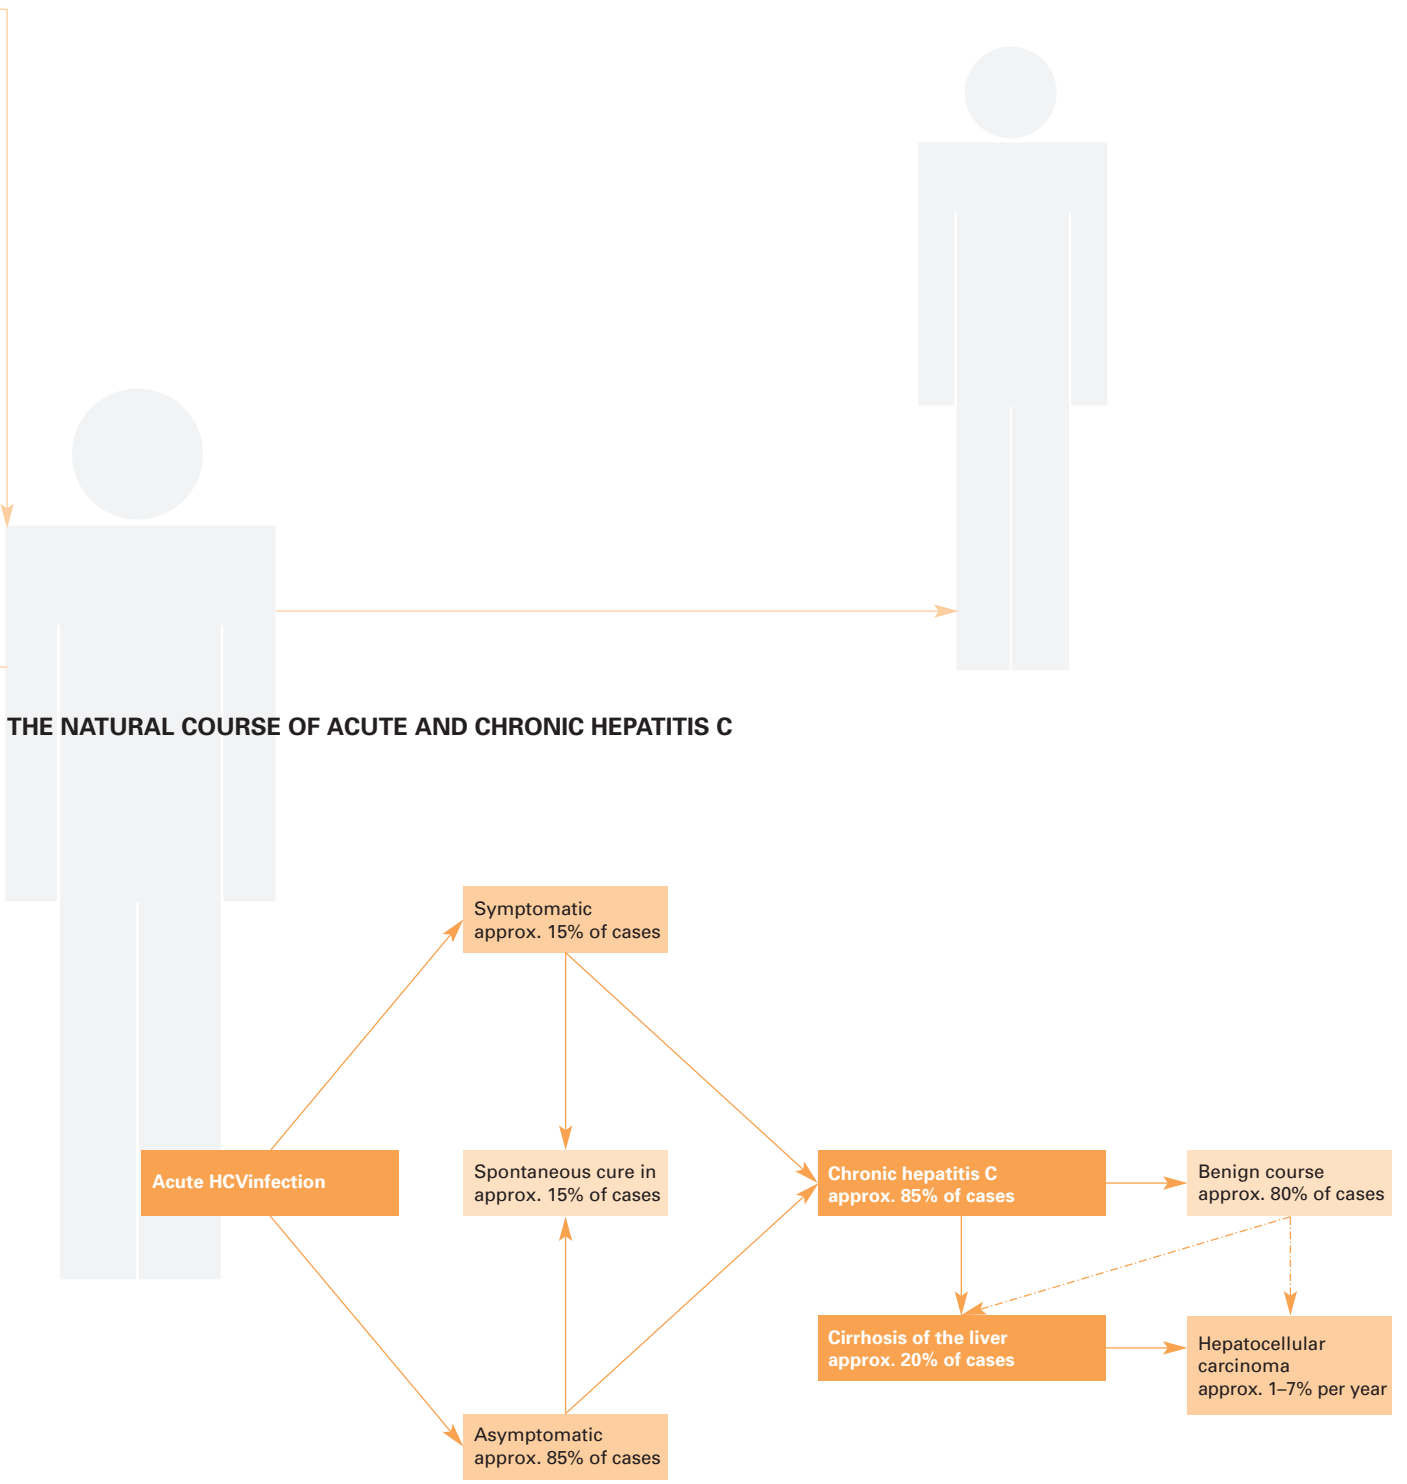 THE NATURAL COURSE OF ACUTE AND CHRONIC HEPATITIS C
Symptomatic
approx. 15% of cases
Acute HCVinfection
Spontaneous cure in
approx. 15% of cases
Chronic hepatitis C
approx. 85% of cases
Benign course
approx. 80% of cases
Cirrhosis of the liver
approx. 20% of cases
Hepatocellular
carcinoma
approx. 1–7% per year
Asymptomatic
approx. 85% of cases